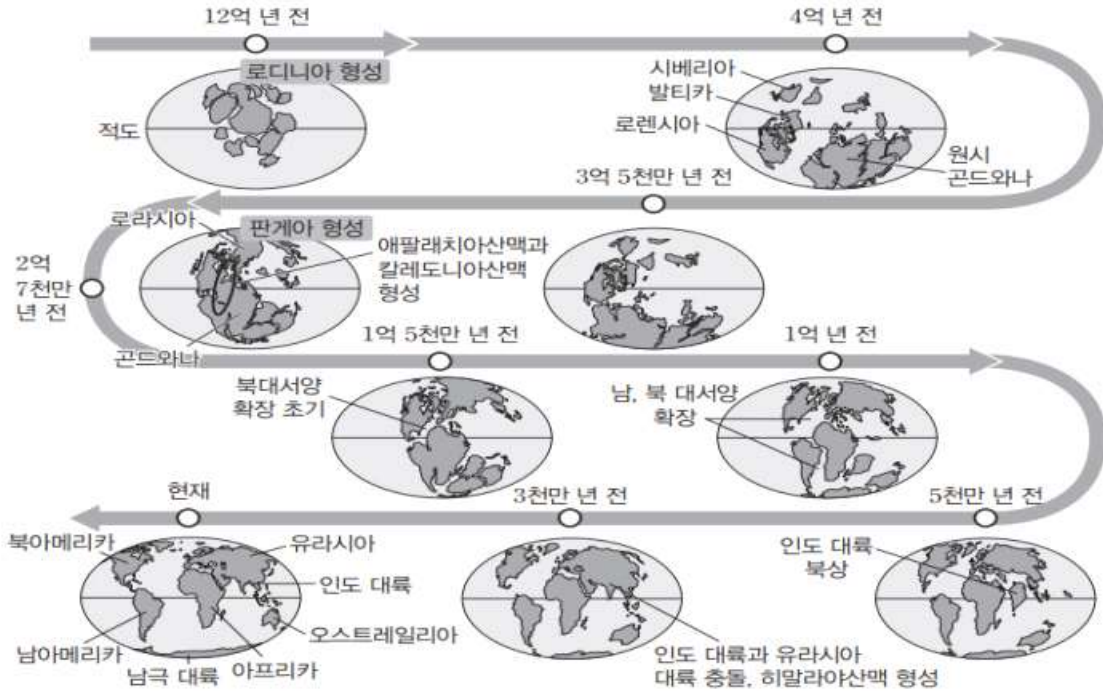 12억 년 전
4억 년 전
로디니아 형성
적도
시베리아
발티카
로렌시아
원시
곤드와나
3억 5천만 년 전
로라시아
판게아 형성
애팔래치아산맥과
칼레도니아산맥
형성
2억
7천만
년 전
곤드와나
1억 5천만 년 전
1억 년 전
북대서양
확장 초기
남, 북 대서양
확장
현재
3천만 년 전
5천만 년 전
북아메리카
유라시아
인도 대륙
오스트레일리아
남아메리카
남극 대륙
아프리카
인도 대륙
북상
인도 대륙과 유라시아
대륙 충돌, 히말라야산맥 형성